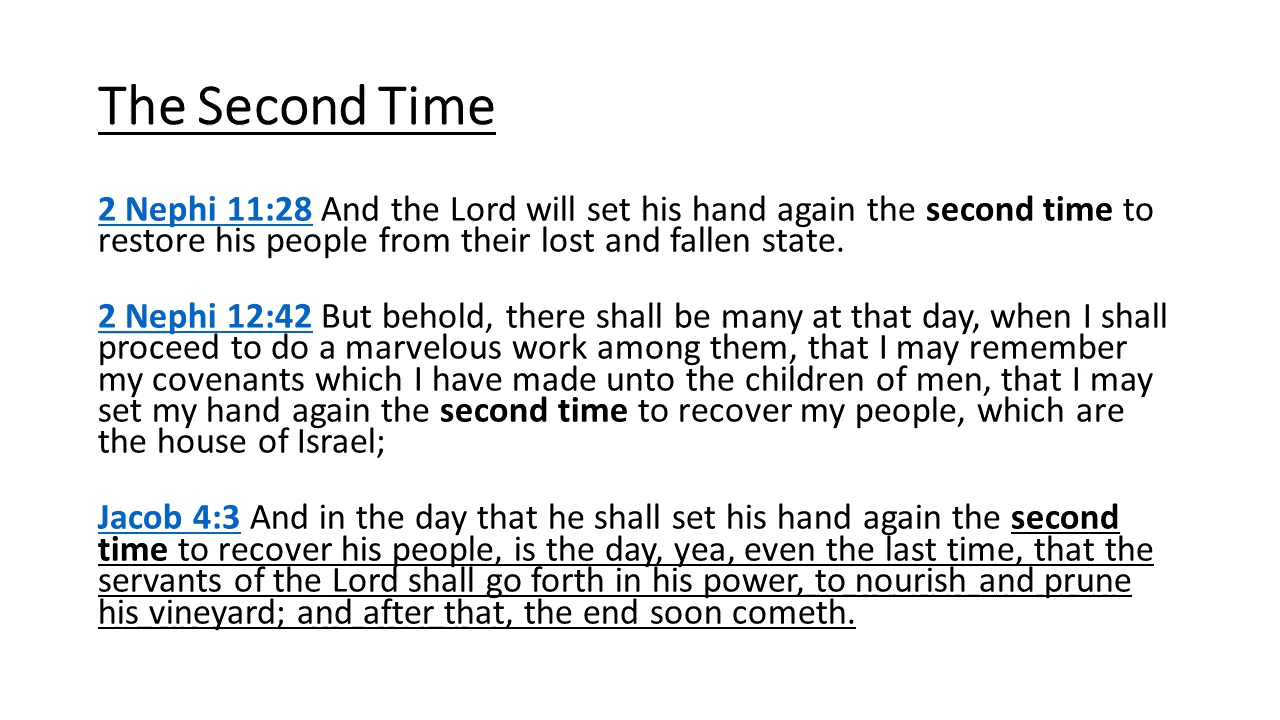 The Second Time
2 Nephi 11:28 And the Lord will set his hand again the second time to
restore his people from their lost and fallen state.
2 Nephi 12:42 But behold, there shall be many at that day, when I shall
proceed to do a marvelous work among them, that I may remember
my covenants which I have made unto the children of men, that I may
set my hand again the second time to recover my people, which are
the house of Israel;
Jacob 4:3 And in the day that he shall set his hand again the second
time to recover his people, is the day, yea, even the last time, that the
servants of the Lord shall go forth in his power, to nourish and prune
his vineyard; and after that, the end soon cometh.